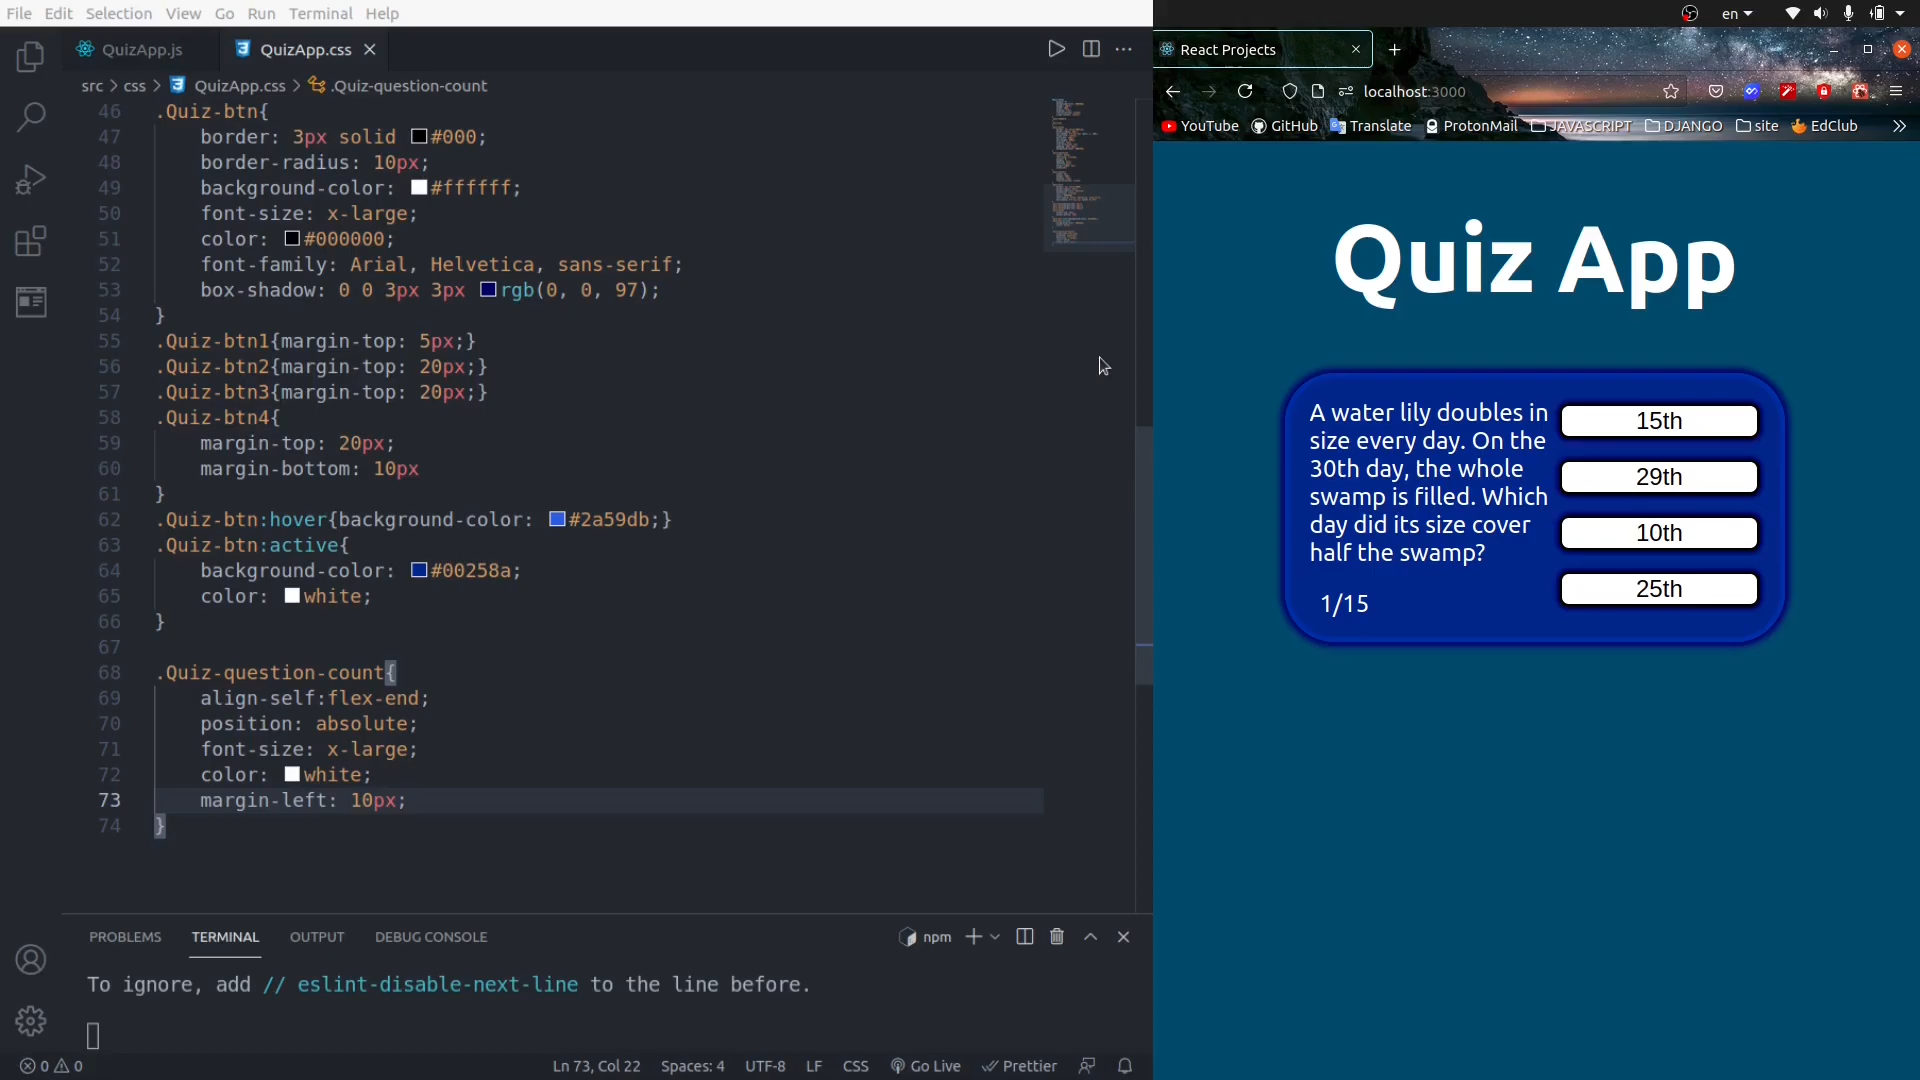 File Edit Selection View Go Run Terminal Help
en
QuizApp.js
QuizApp.css
src > css > QuizApp.css > .Quiz-question-count
46 .Quiz-btn{
47 border: 3px solid #000;
48 border-radius: 10px;
49 background-color: #ffffff;
50 font-size: x-large;
51 color: #000000;
52 font-family: Arial, Helvetica, sans-serif;
53 box-shadow: 0 0 3px 3px rgb(0, 0, 97);
54 }
55 .Quiz-btn1{margin-top: 5px;}
56 .Quiz-btn2{margin-top: 20px;}
57 .Quiz-btn3{margin-top: 20px;}
58 .Quiz-btn4{
59 margin-top: 20px;
60 margin-bottom: 10px
61 }
62 .Quiz-btn:hover{background-color: #2a59db;}
63 .Quiz-btn:active{
64 background-color: #00258a;
65 color: white;
66 }
67
68 .Quiz-question-count{
69 align-self:flex-end;
70 position: absolute;
71 font-size: x-large;
72 color: white;
73 margin-left: 10px;
74 }
PROBLEMS TERMINAL OUTPUT DEBUG CONSOLE
npm
To ignore, add // eslint-disable-next-line to the line before.
0 0
Ln 73, Col 22 Spaces: 4 UTF-8 LF CSS Go Live Prettier
React Projects
localhost:3000
YouTube GitHub Translate ProtonMail JAVASCRIPT DJANGO site EdClub
Quiz App
A water lily doubles in
size every day. On the
30th day, the whole
swamp is filled. Which
day did its size cover
half the swamp?
1/15
15th
29th
10th
25th